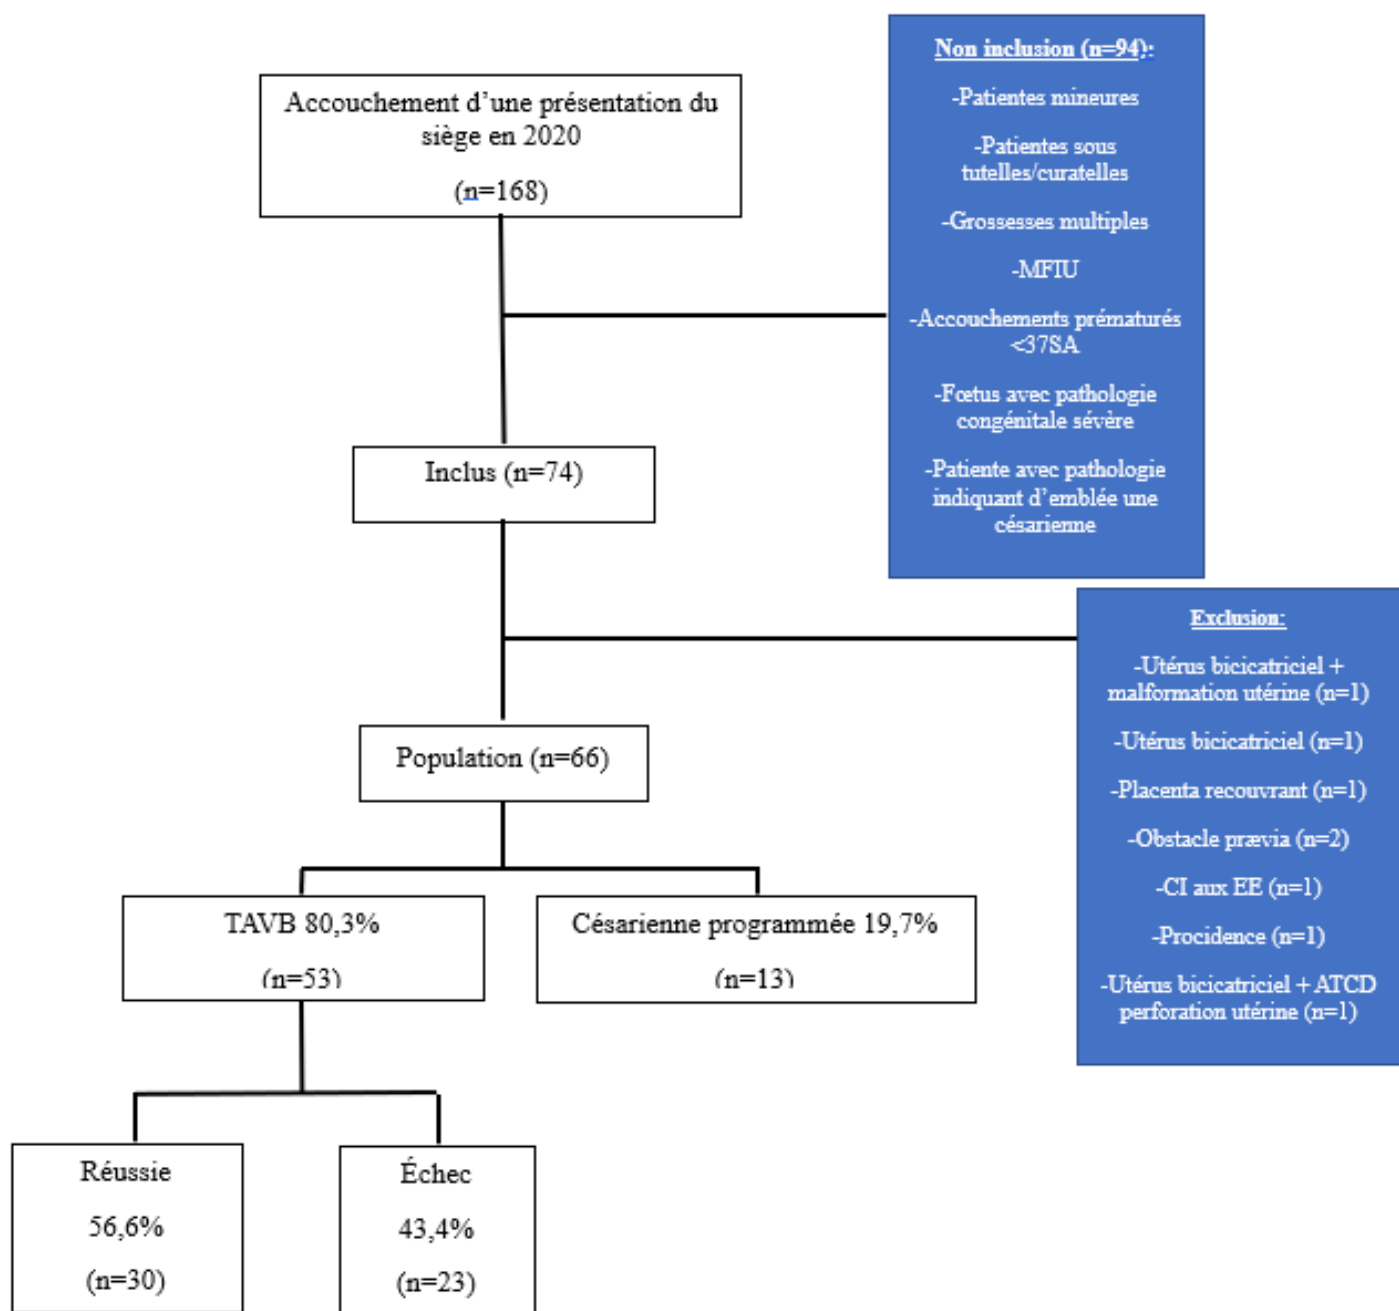 Accouchement d’une présentation du
siège en 2020
(n=168)
Non inclusion (n=94):
-Patientes mineures
-Patientes sous
tutelles/curatelles
-Grossesses multiples
-MFIU
-Accouchements prématurés
<37SA
-Fœtus avec pathologie
congénitale sévère
-Patiente avec pathologie
indiquant d’emblée une
césarienne
Inclus (n=74)
Exclusion:
-Utérus bicicatriciel +
malformation utérine (n=1)
-Utérus bicicatriciel (n=1)
-Placenta recouvrant (n=1)
-Obstacle prævia (n=2)
-CI aux EE (n=1)
-Procidence (n=1)
-Utérus bicicatriciel + ATCD
perforation utérine (n=1)
Population (n=66)
TAVB 80,3%
(n=53)
Césarienne programmée 19,7%
(n=13)
Réussie
56,6%
(n=30)
Échec
43,4%
(n=23)